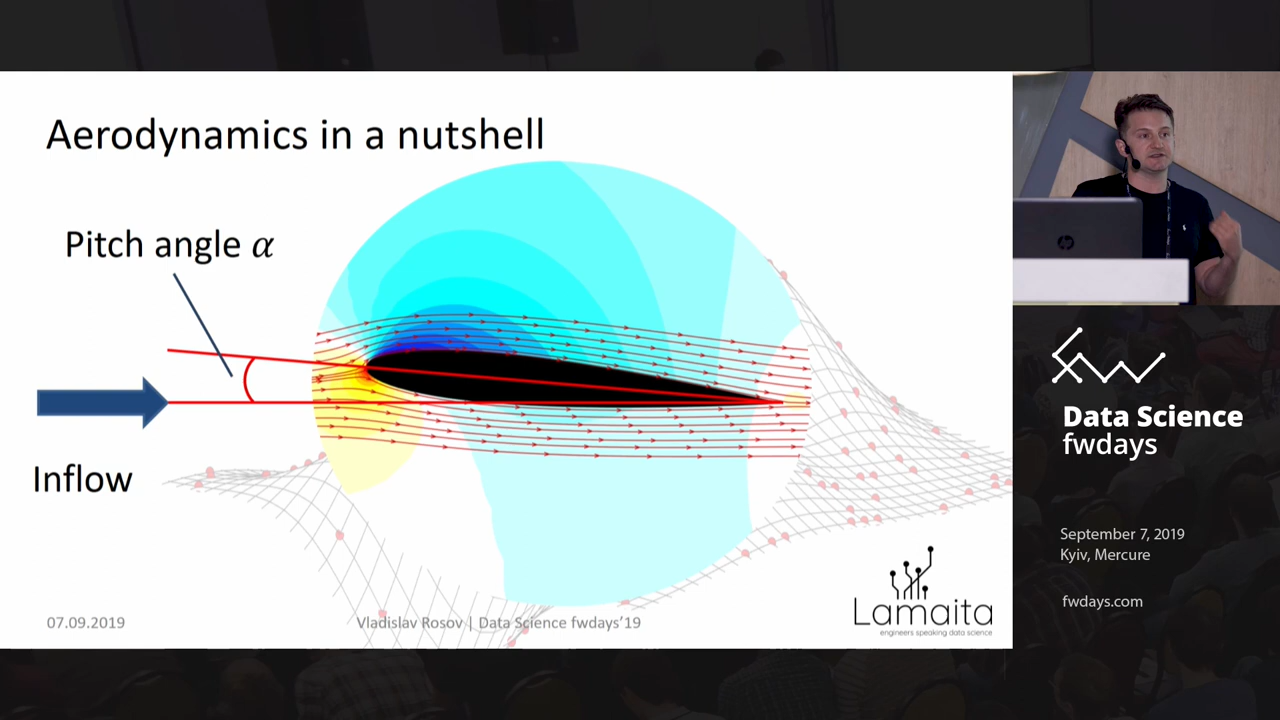 Aerodynamics in a nutshell
Pitch angle α
Inflow
07.09.2019
Vladislav Rosov | Data Science fwdays'19
Lamaita
engineers speaking data science
hp
Data Science
fwdays
September 7, 2019
Kyiv, Mercure
fwdays.com